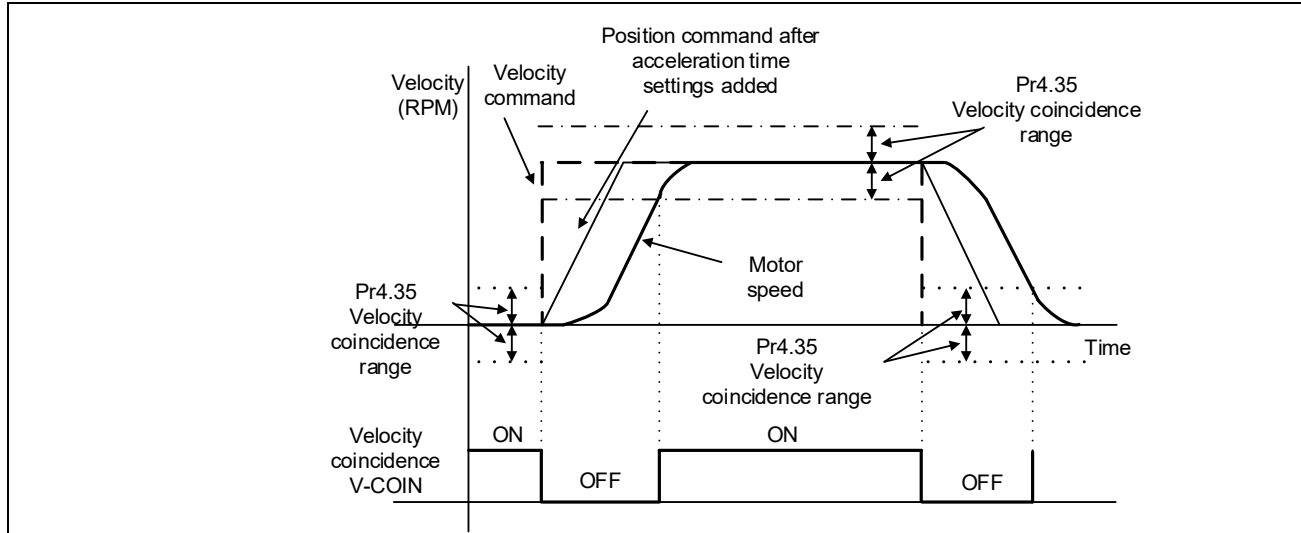 Position command after
acceleration time
settings added
Velocity
(RPM)
Velocity
command
Pr4.35
Velocity coincidence
range
Motor
speed
Pr4.35
Velocity
coincidence
range
Pr4.35
Velocity
coincidence range
Time
Velocity
coincidence
V-COIN
ON
OFF
ON
OFF